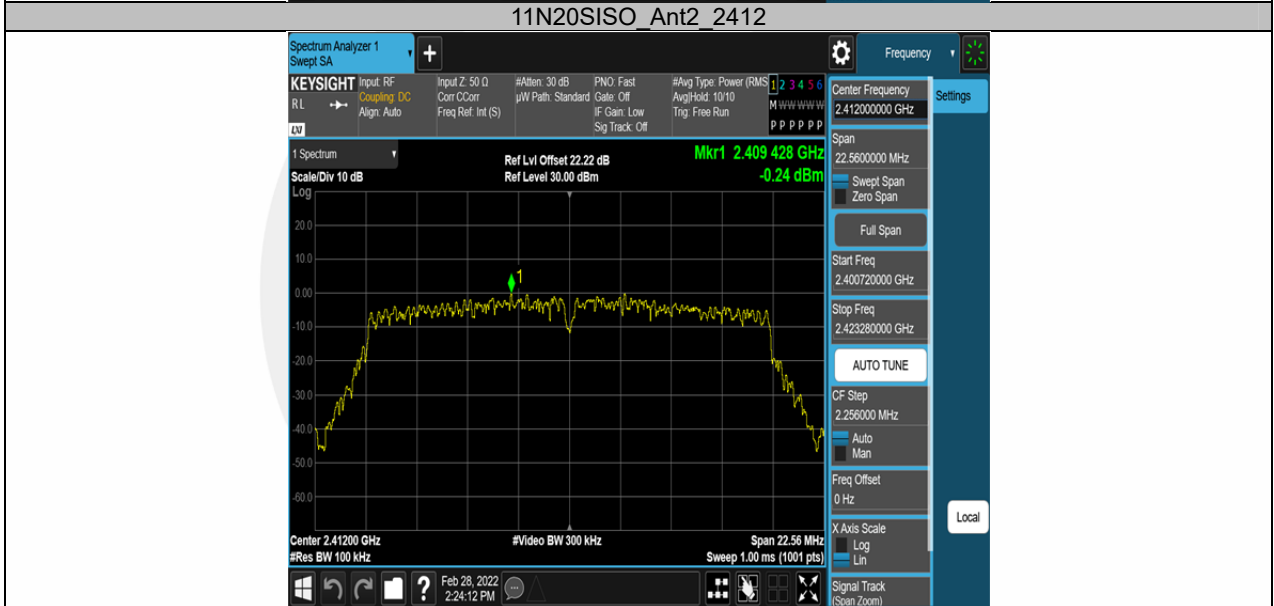 11N20SISO_Ant2_2412
Spectrum Analyzer 1
Swept SA
Frequency
KEYSIGHT
R L
LXI
Input: RF
Coupling: DC
Align: Auto
Input Z: 50 Ω
Corr CCorr
Freq Ref: Int (S)
#Atten: 30 dB
µW Path: Standard
PNO: Fast
Gate: Off
IF Gain: Low
Sig Track: Off
#Avg Type: Power (RMS
Avg|Hold: 10/10
Trig: Free Run
1 2 3 4 5 6
M W W W W W
P P P P P P
1 Spectrum
Scale/Div 10 dB
Log
Ref Lvl Offset 22.22 dB
Ref Level 30.00 dBm
Mkr1 2.409 428 GHz
-0.24 dBm
1
20.0
10.0
0.00
-10.0
-20.0
-30.0
-40.0
-50.0
-60.0
Center 2.41200 GHz
#Res BW 100 kHz
#Video BW 300 kHz
Span 22.56 MHz
Sweep 1.00 ms (1001 pts)
Center Frequency
2.412000000 GHz
Settings
Span
22.5600000 MHz
Swept Span
Zero Span
Full Span
Start Freq
2.400720000 GHz
Stop Freq
2.423280000 GHz
AUTO TUNE
CF Step
2.256000 MHz
Auto
Man
Freq Offset
0 Hz
X Axis Scale
Log
Lin
Local
Signal Track
(Span Zoom)
?
Feb 28, 2022
2:24:12 PM